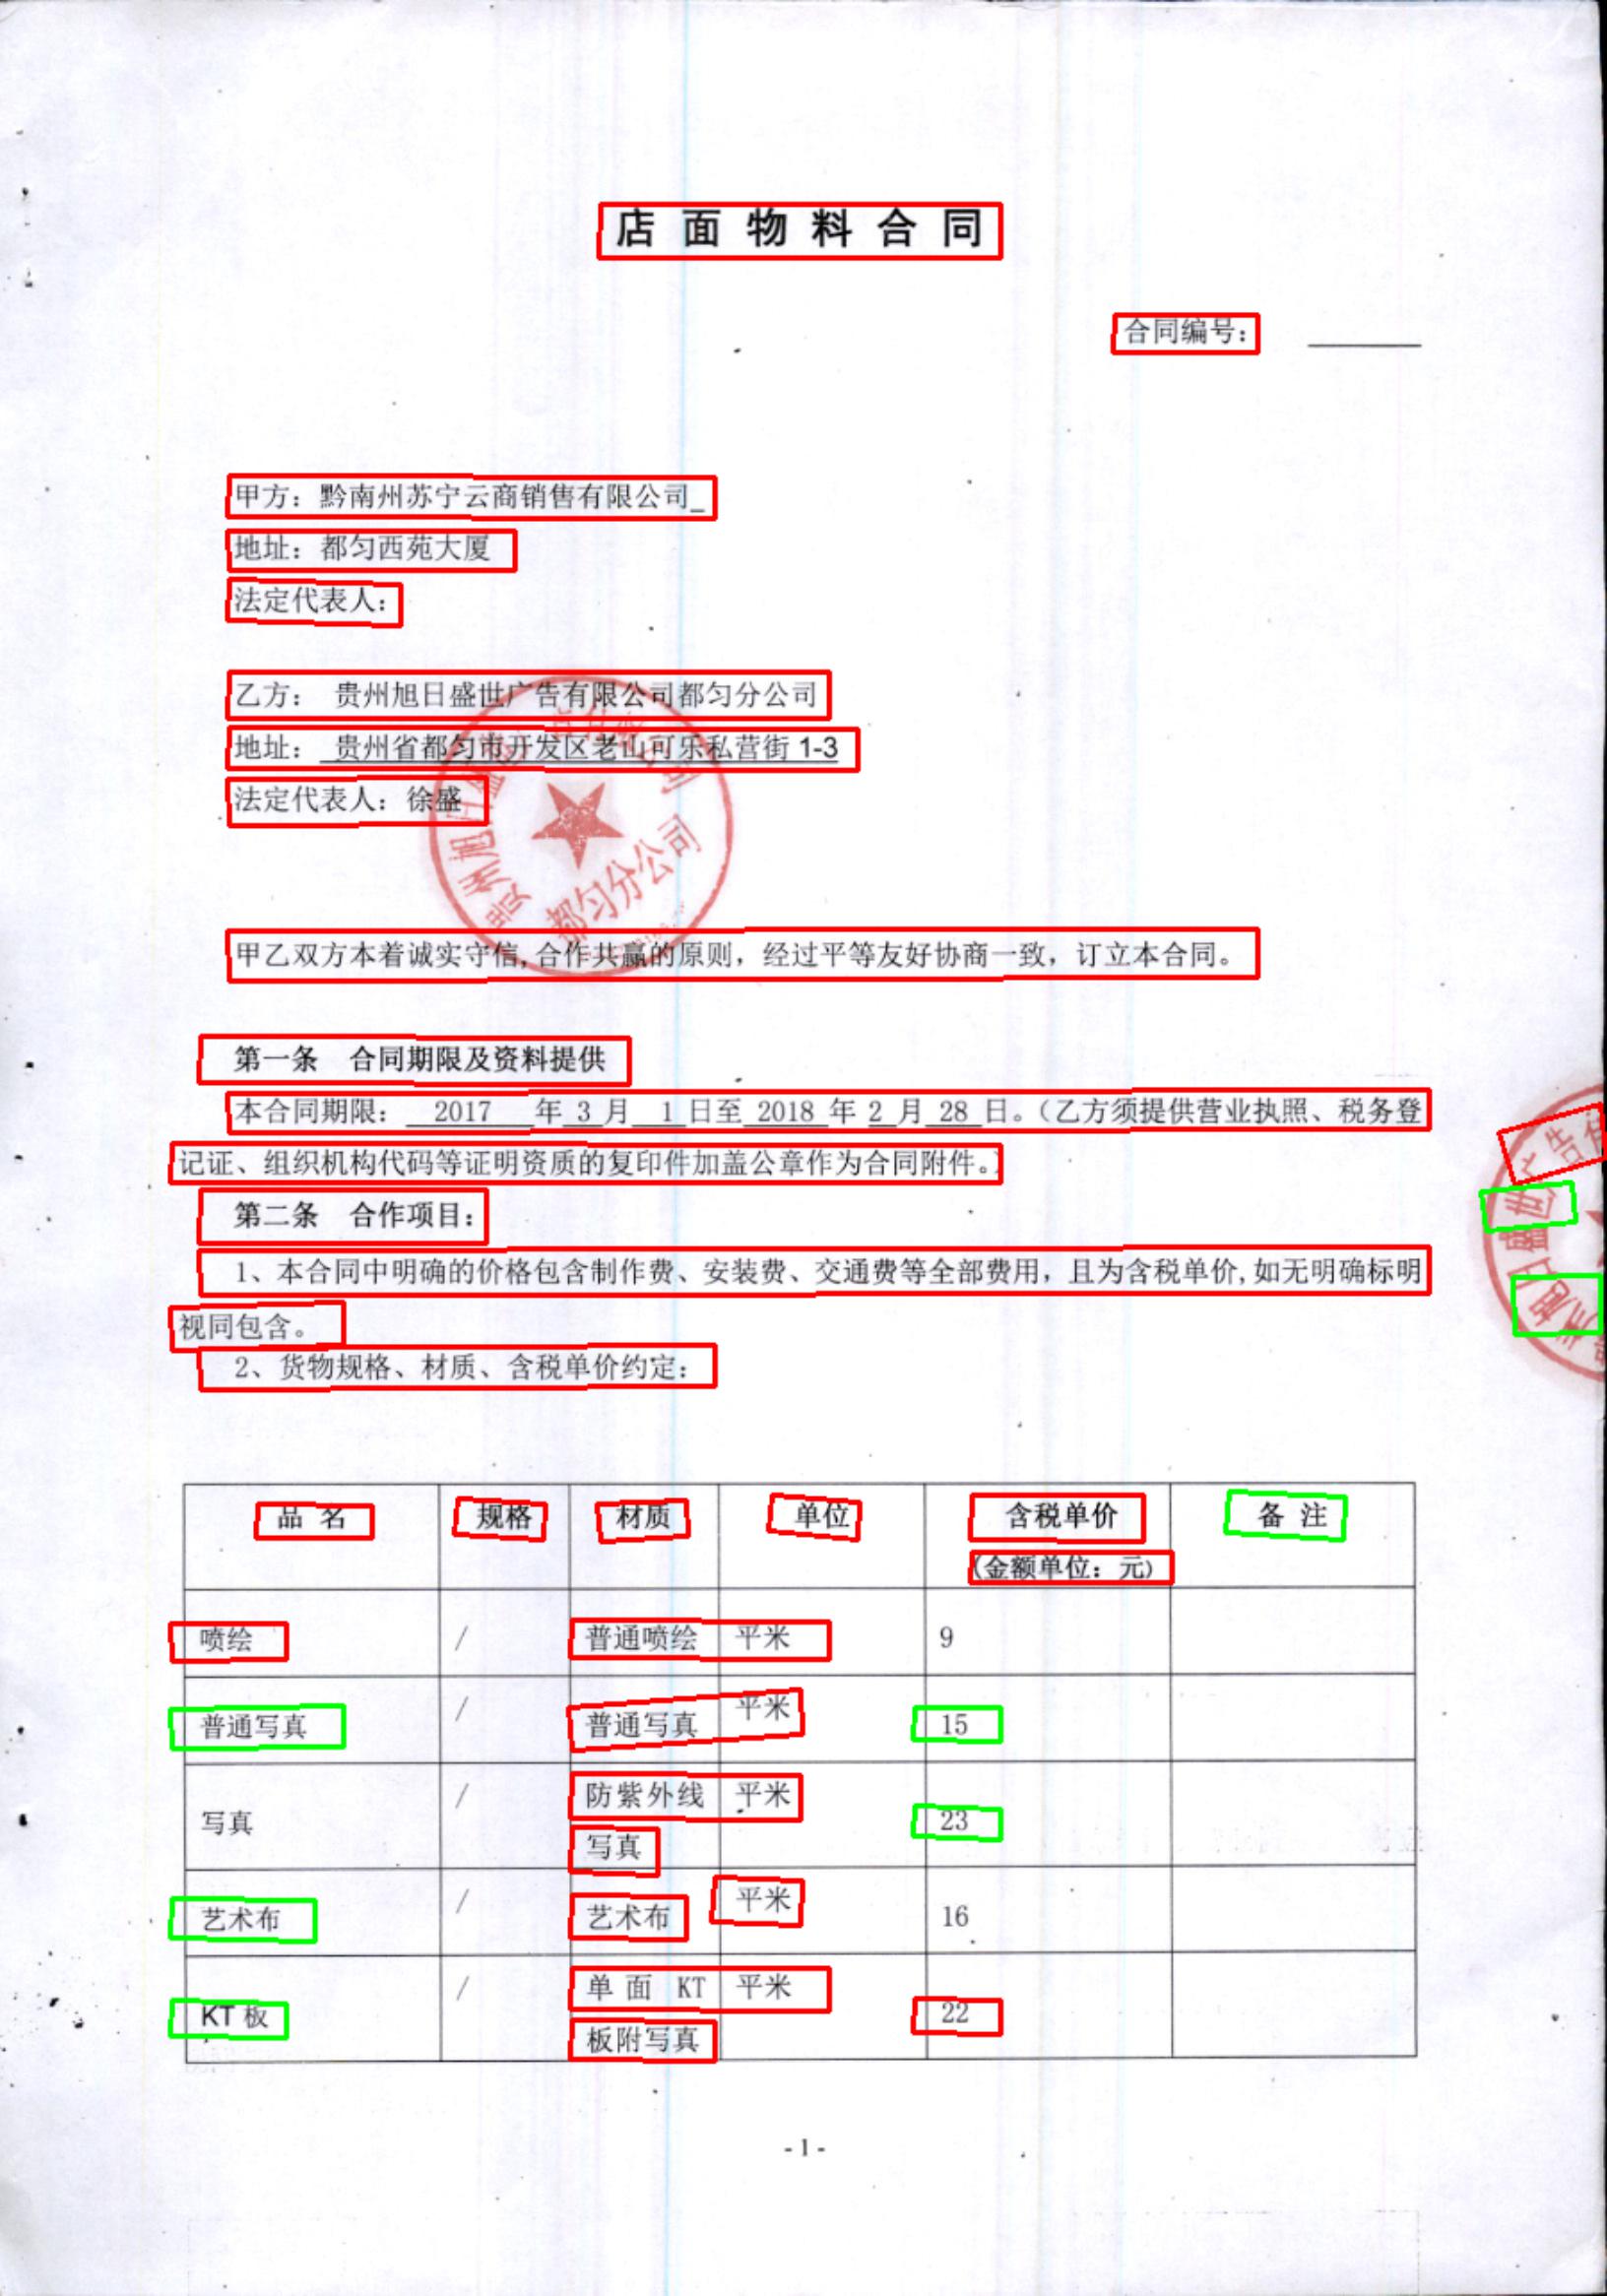 店面物料合同
合同编号：
甲方：黔南州苏宁云商销售有限公司_
地址：都匀西苑大厦
法定代表人：
乙方： 贵州旭日盛世广告有限公司都匀分公司
地址： 贵州省都匀市开发区老山可乐私营街 1-3
法定代表人：徐盛
都匀分公司
甲乙双方本着诚实守信,合作共赢的原则，经过平等友好协商一致，订立本合同。
第一条 合同期限及资料提供
本合同期限： 2017 年 3 月 1 日至 2018 年 2 月 28 日。（乙方须提供营业执照、税务登
记证、组织机构代码等证明资质的复印件加盖公章作为合同附件。）
第二条 合作项目：
1、本合同中明确的价格包含制作费、安装费、交通费等全部费用，且为含税单价,如无明确标明
视同包含。
2、货物规格、材质、含税单价约定：
品 名 规格 材质 单位 含税单价 备 注
(金额单位：元)
喷绘 / 普通喷绘 平米 9
普通写真 / 普通写真 平米 15
写真 / 防紫外线 平米 23
写真
艺术布 / 艺术布 平米 16
KT 板 / 单 面 KT 平米 22
板附写真
- 1 -